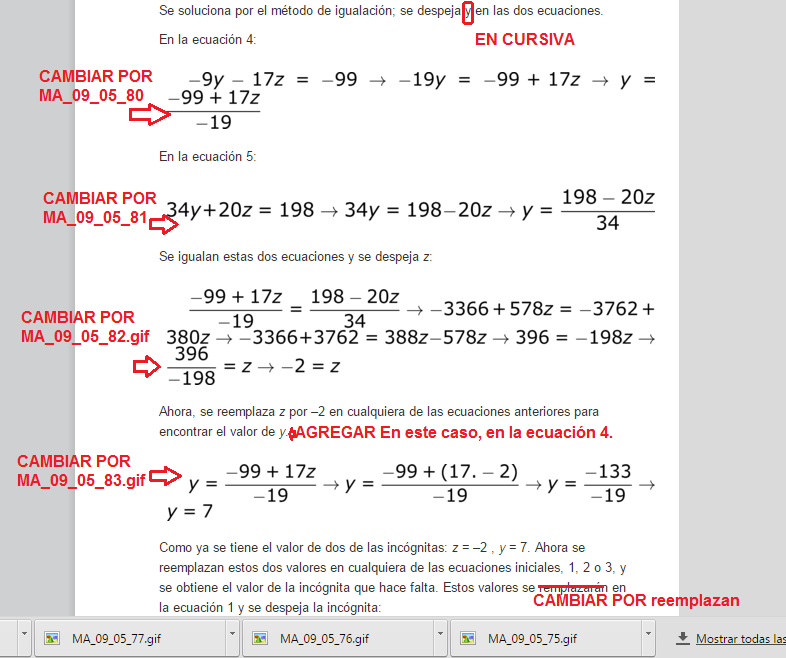 Se soluciona por el método de igualación; se despeja y en las dos ecuaciones.
EN CURSIVA
En la ecuación 4:
CAMBIAR POR
MA_09_05_80
−9y − 17z = −99 → −19y = −99 + 17z → y =
−99 + 17z
−19
En la ecuación 5:
CAMBIAR POR
MA_09_05_81
34y+20z = 198 → 34y = 198−20z → y = 198 − 20z
34
Se igualan estas dos ecuaciones y se despeja z:
CAMBIAR POR
MA_09_05_82.gif
−99 + 17z / −19 = 198 − 20z / 34 → −3366 + 578z = −3762 +
380z → −3366+3762 = 388z−578z → 396 = −198z →
396 / −198 = z → −2 = z
Ahora, se reemplaza z por –2 en cualquiera de las ecuaciones anteriores para
encontrar el valor de y. AGREGAR En este caso, en la ecuación 4.
CAMBIAR POR
MA_09_05_83.gif
y = −99 + 17z / −19 → y = −99 + (17. − 2) / −19 → y = −133 / −19 →
y = 7
Como ya se tiene el valor de dos de las incógnitas: z = –2 , y = 7. Ahora se
reemplazan estos dos valores en cualquiera de las ecuaciones iniciales, 1, 2 o 3, y
se obtiene el valor de la incógnita que hace falta. Estos valores se remplazarán en
CAMBIAR POR reemplazan
la ecuación 1 y se despeja la incógnita:
MA_09_05_77.gif
MA_09_05_76.gif
MA_09_05_75.gif
Mostrar todas las